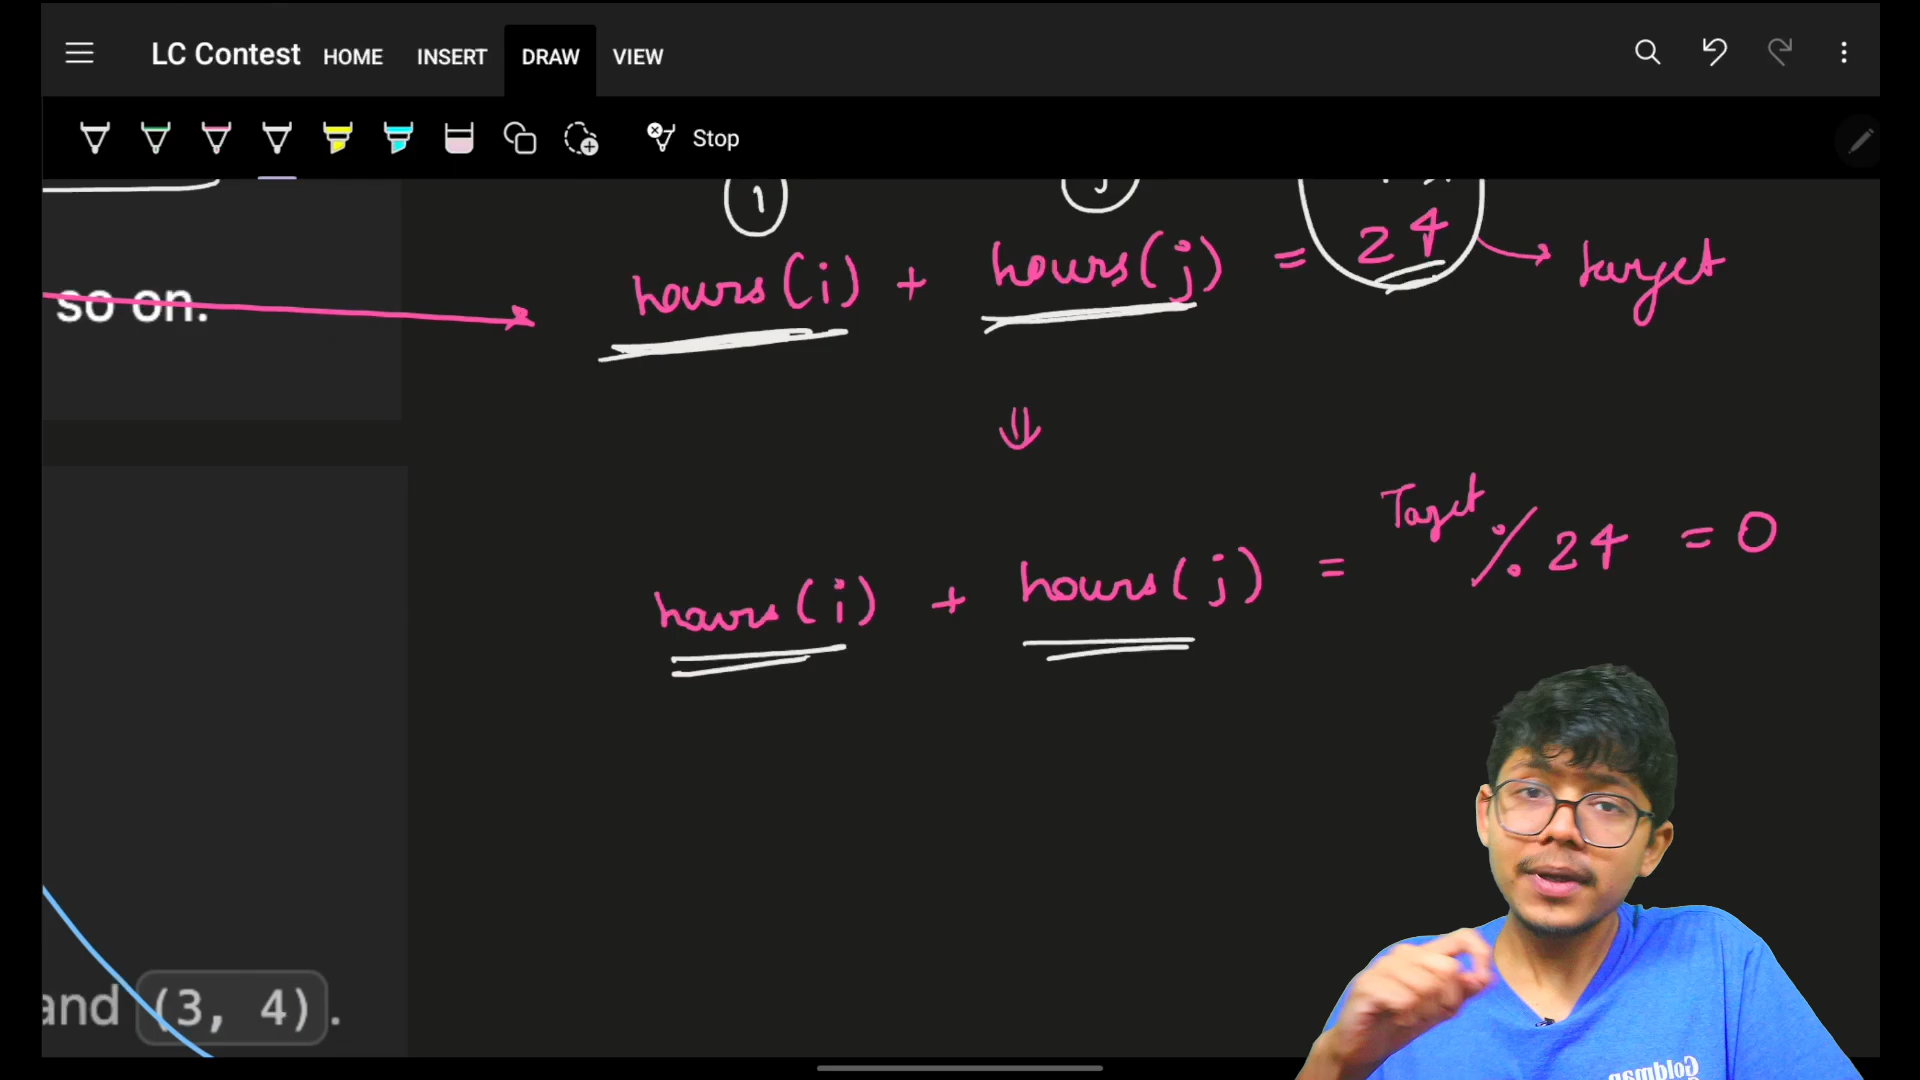 LC Contest HOME INSERT DRAW VIEW
Stop
i j
24
hours(i) + hours(j) = target
so on.
⇓
hours(i) + hours(j) = Target % 24 = 0
and (3, 4).
Goldman